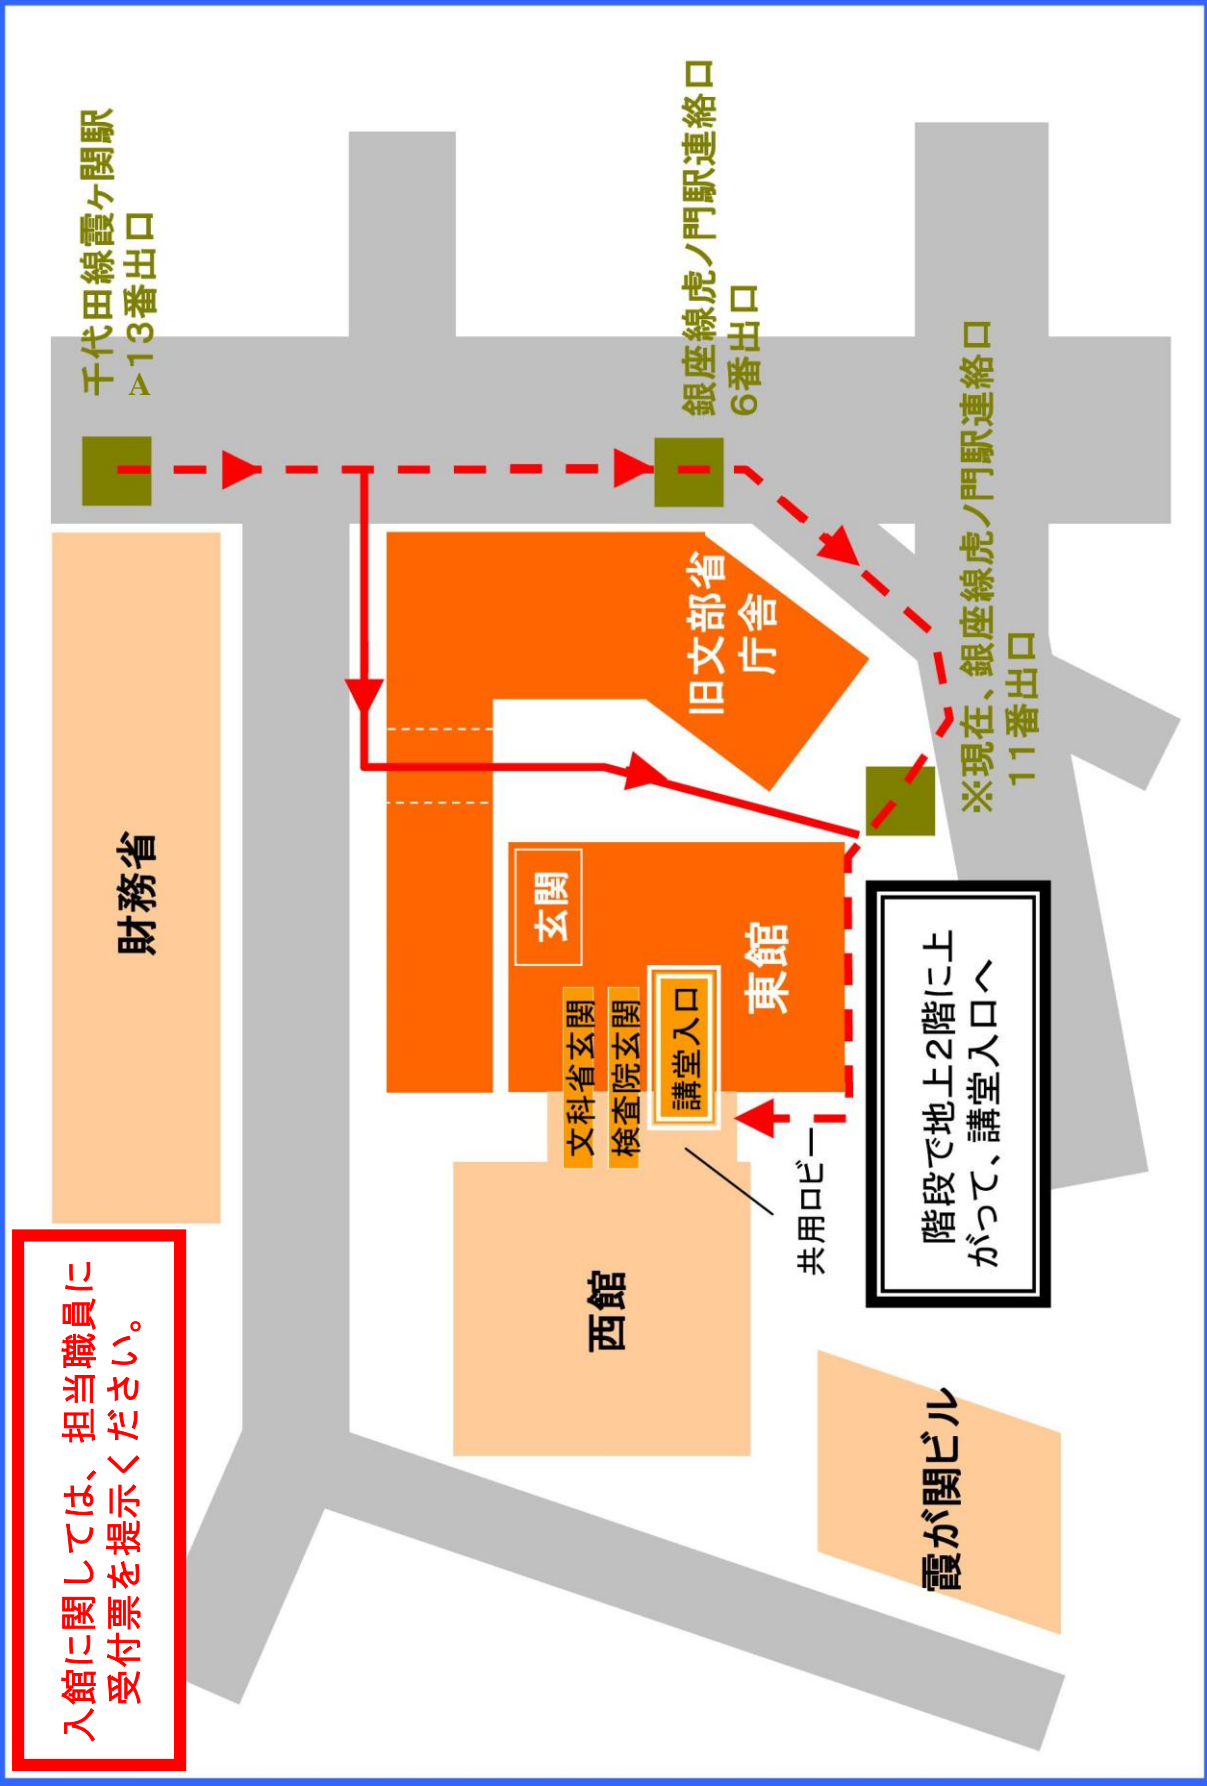 入館に関しては、担当職員に
受付票を提示ください。
財務省
千代田線霞ヶ関駅
A13番出口
西館
文科省玄関
検査院玄関
講堂入口
玄関
東館
旧文部省
庁舎
銀座線虎ノ門駅連絡口
6番出口
共用ロビー
霞が関ビル
階段で地上2階に上
がって、講堂入口へ
※現在、銀座線虎ノ門駅連絡口
11番出口